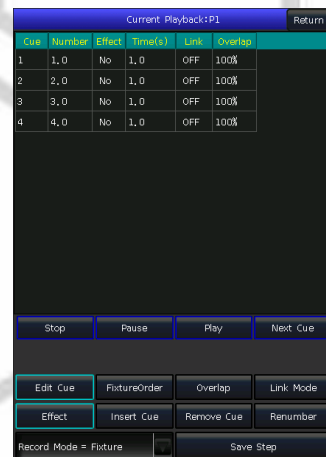 Current Playback:P1 Return
Cue Number Effect Time(s) Link Overlap
1 1.0 No 1.0 OFF 100%
2 2.0 No 1.0 OFF 100%
3 3.0 No 1.0 OFF 100%
4 4.0 No 1.0 OFF 100%
Stop Pause Play Next Cue
Edit Cue FixtureOrder Overlap Link Mode
Effect Insert Cue Remove Cue Renumber
Record Mode = Fixture Save Step